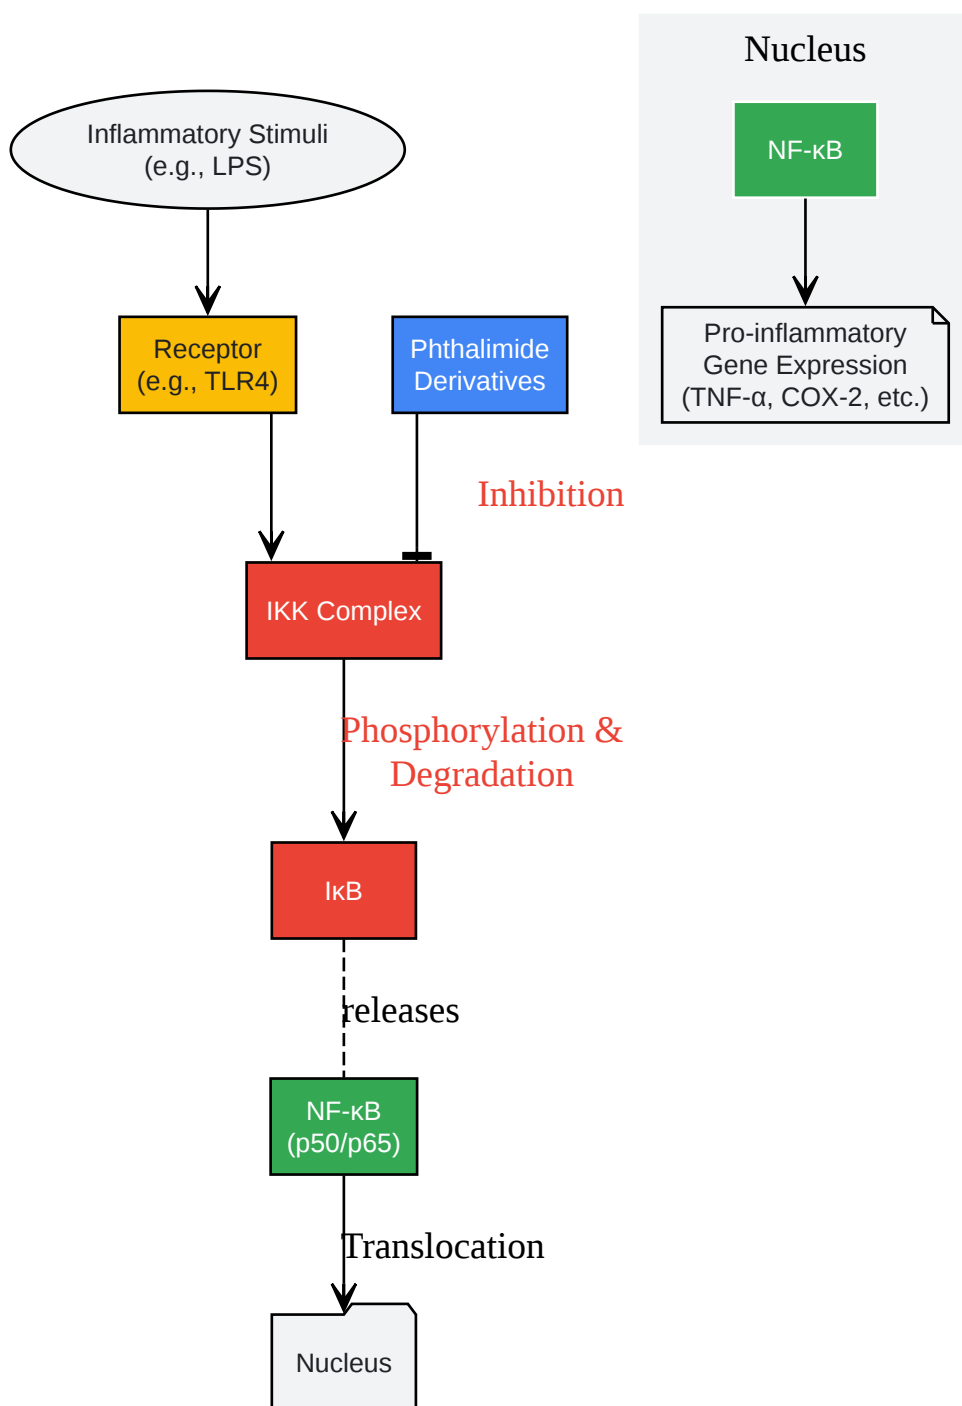 Nucleus
Inflammatory Stimuli
(e.g., LPS)
NF-κB
Receptor
(e.g., TLR4)
Phthalimide
Derivatives
Pro-inflammatory
Gene Expression
(TNF-α, COX-2, etc.)
Inhibition
IKK Complex
Phosphorylation &
Degradation
IκB
releases
NF-κB
(p50/p65)
Translocation
Nucleus